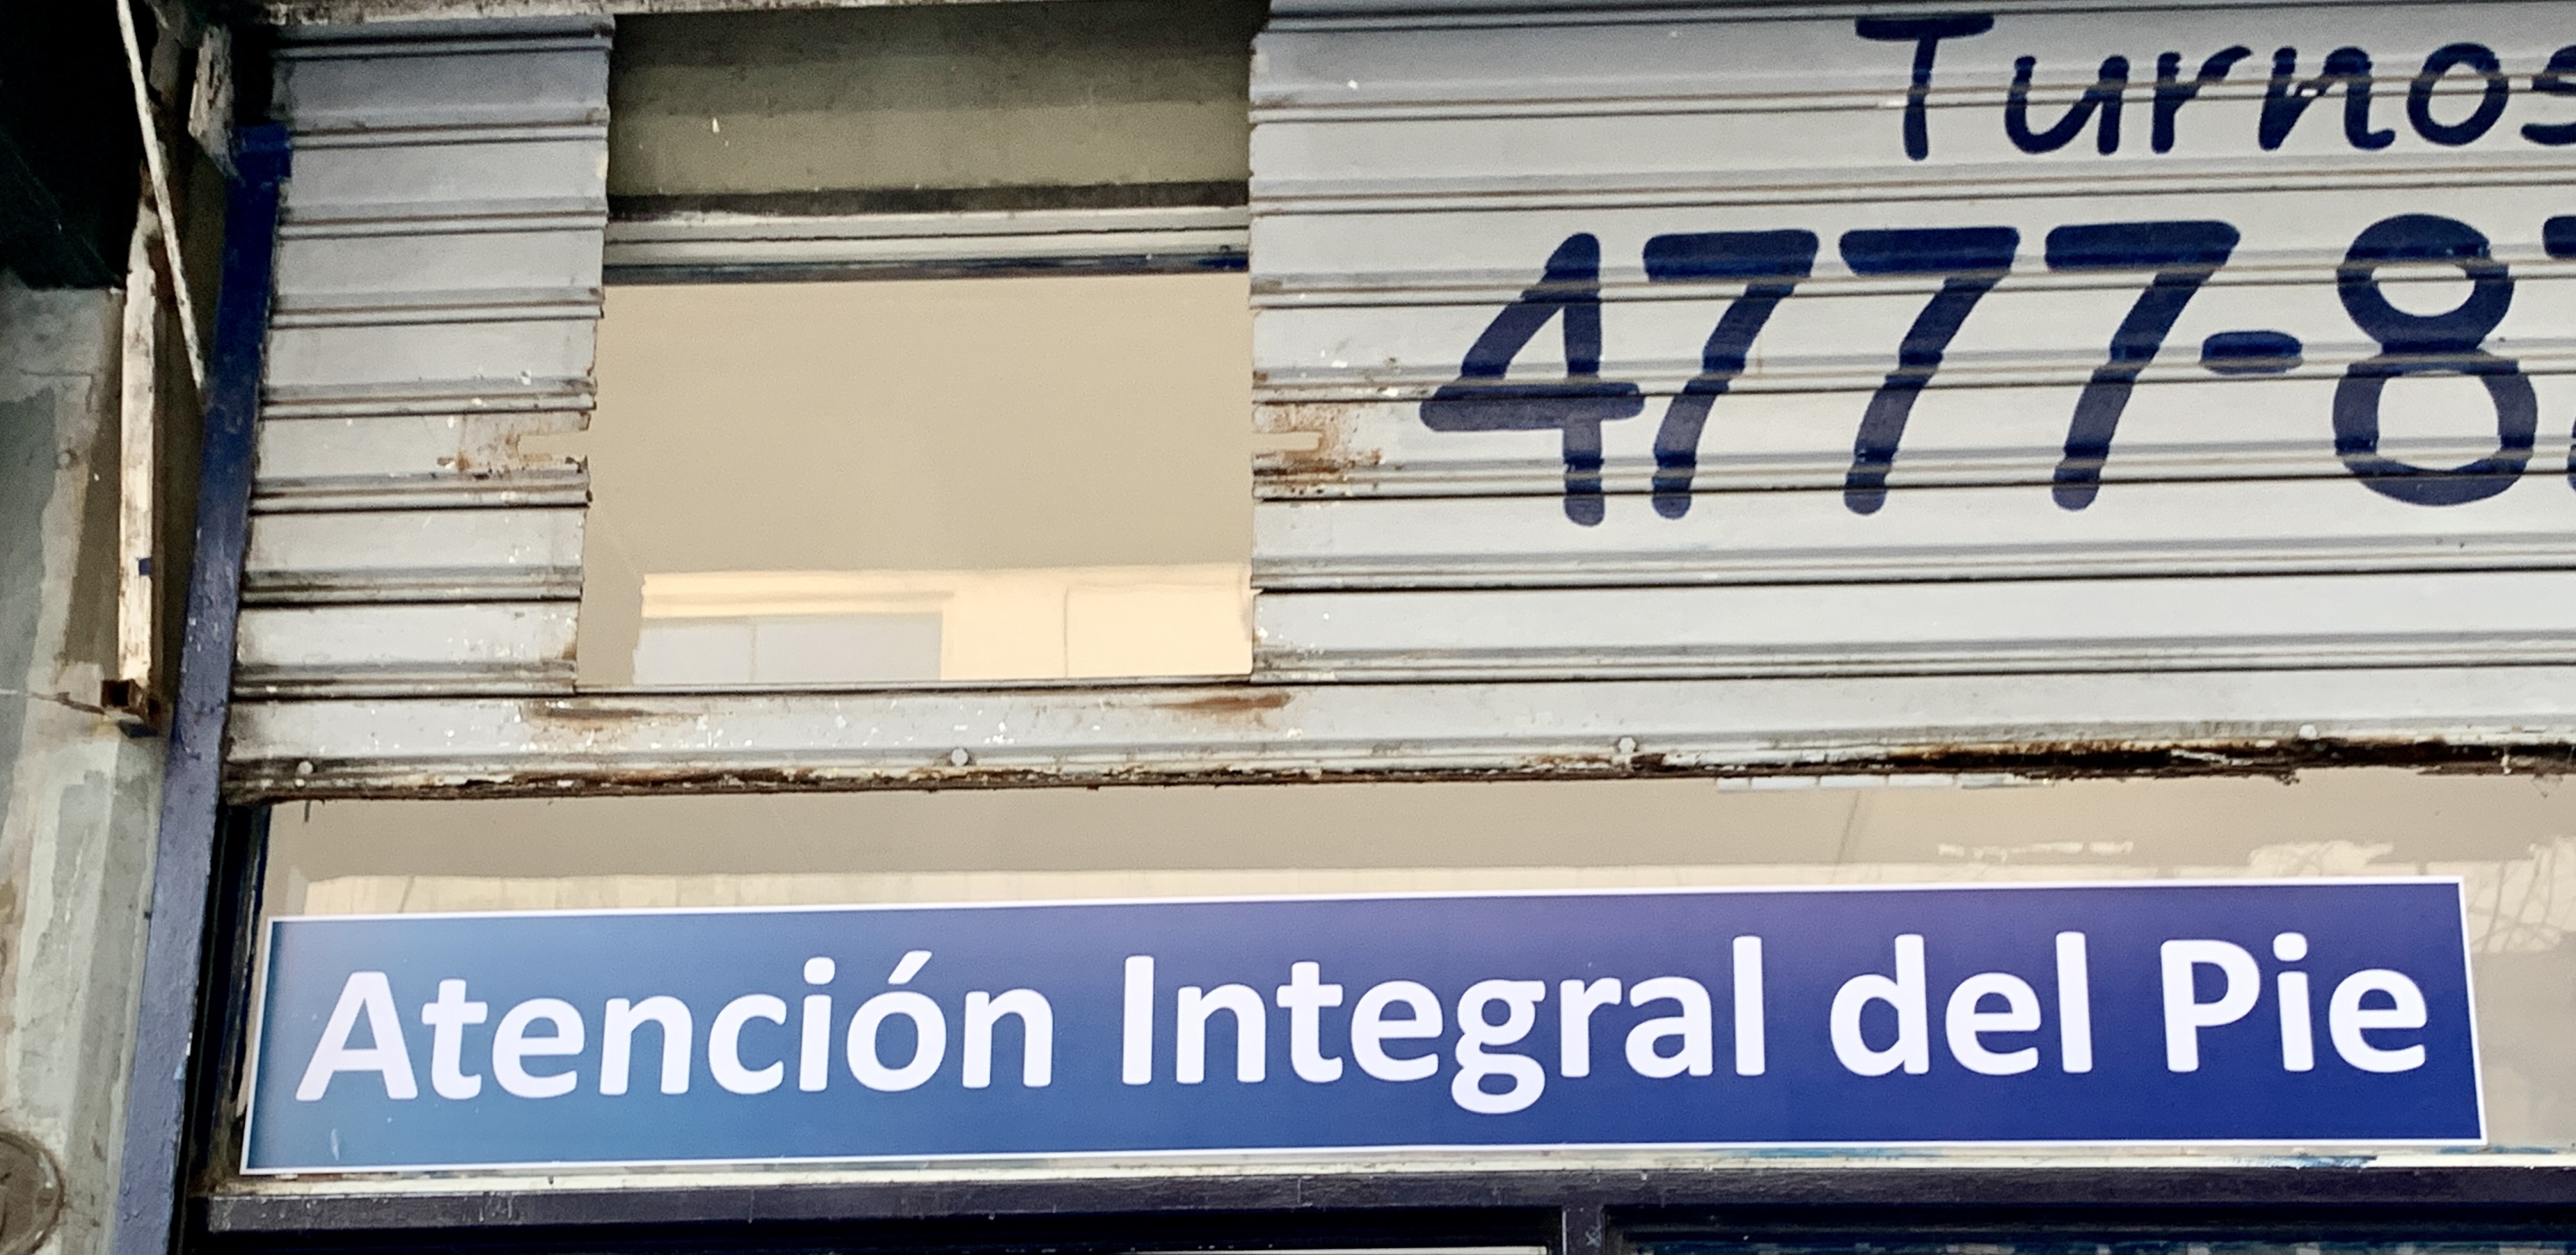 Turnos
4777-8
Atención Integral del Pie